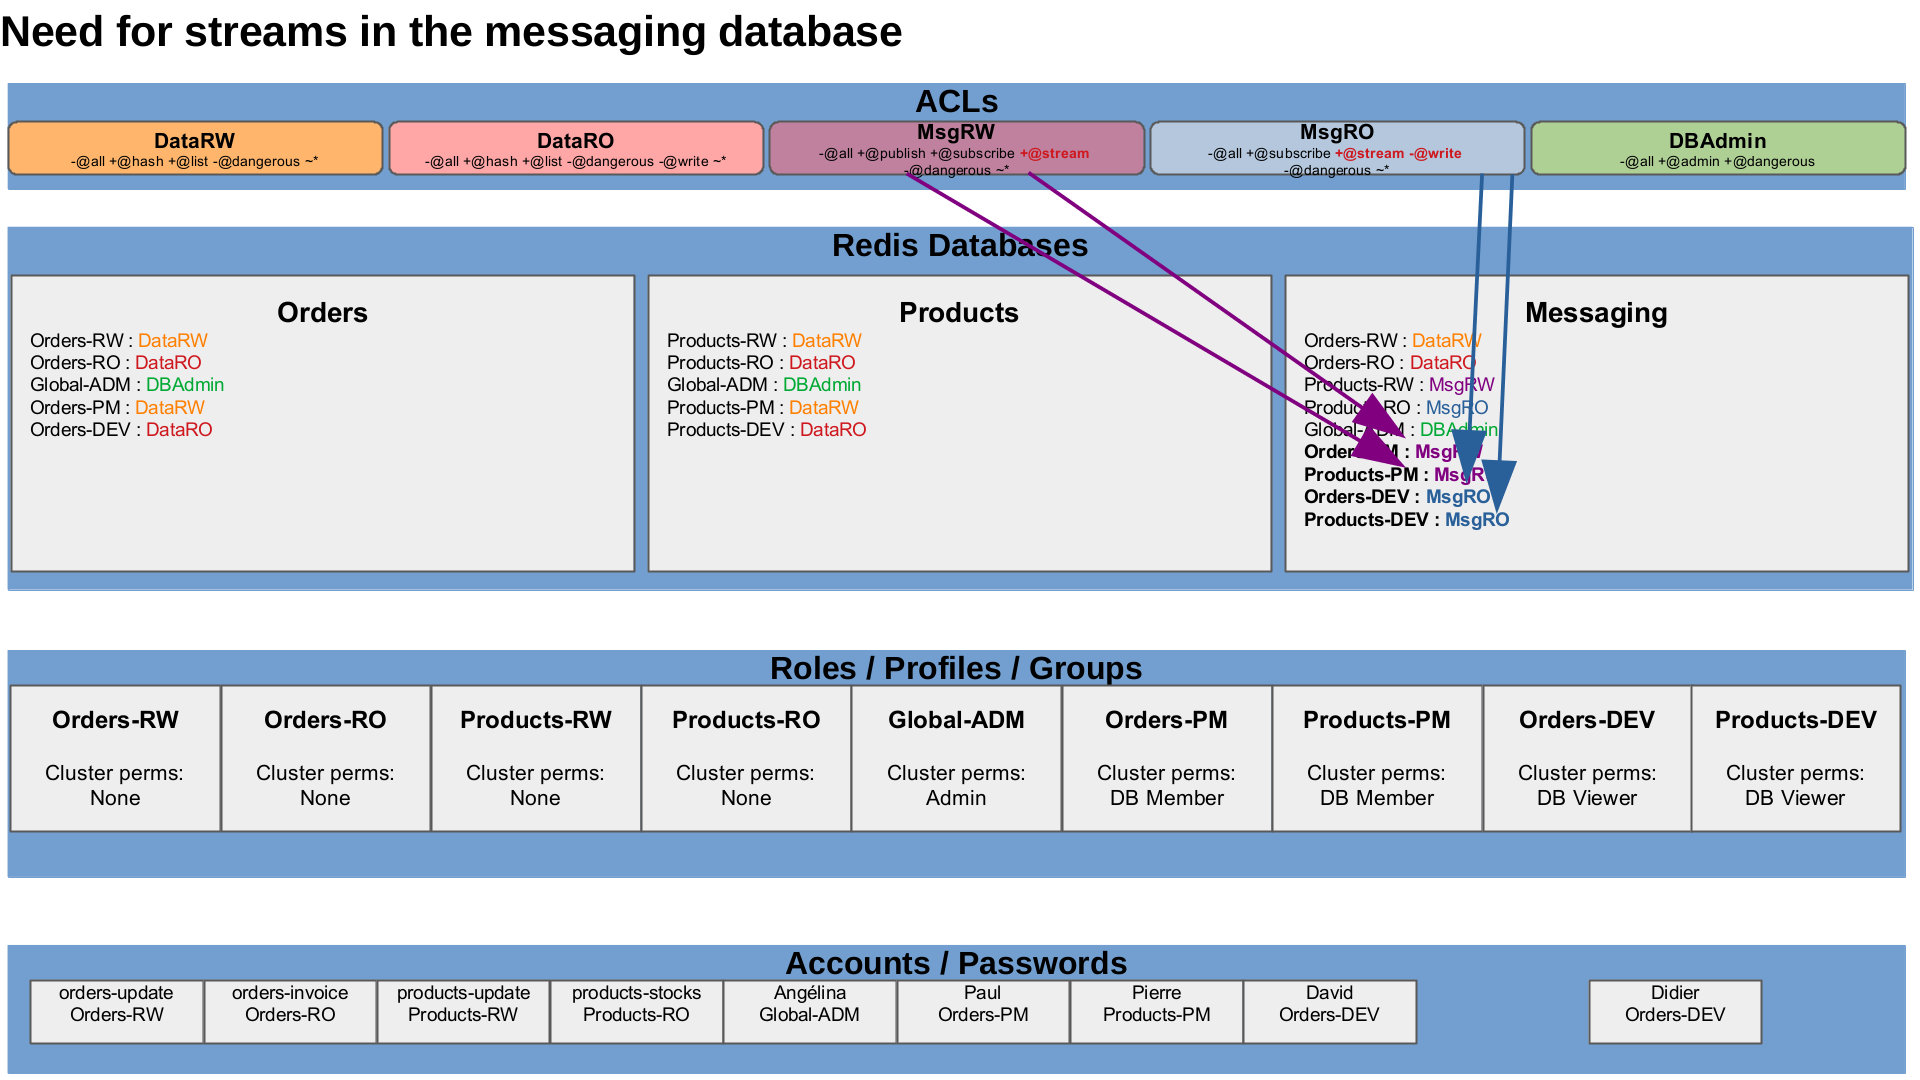 Need for streams in the messaging database
ACLs
DataRW
-@all +@hash +@list -@dangerous ~*
DataRO
-@all +@hash +@list -@dangerous -@write ~*
MsgRW
-@all +@publish +@subscribe +@stream
-@dangerous ~*
MsgRO
-@all +@subscribe +@stream -@write
-@dangerous ~*
DBAdmin
-@all +@admin +@dangerous
Redis Databases
Orders
Orders-RW : DataRW
Orders-RO : DataRO
Global-ADM : DBAdmin
Orders-PM : DataRW
Orders-DEV : DataRO
Products
Products-RW : DataRW
Products-RO : DataRO
Global-ADM : DBAdmin
Products-PM : DataRW
Products-DEV : DataRO
Messaging
Orders-RW : DataRW
Orders-RO : DataRO
Products-RW : MsgRW
Products-RO : MsgRO
Global-ADM : DBAdmin
Orders-PM : MsgRW
Products-PM : MsgRW
Orders-DEV : MsgRO
Products-DEV : MsgRO
Roles / Profiles / Groups
Orders-RW
Cluster perms:
None
Orders-RO
Cluster perms:
None
Products-RW
Cluster perms:
None
Products-RO
Cluster perms:
None
Global-ADM
Cluster perms:
Admin
Orders-PM
Cluster perms:
DB Member
Products-PM
Cluster perms:
DB Member
Orders-DEV
Cluster perms:
DB Viewer
Products-DEV
Cluster perms:
DB Viewer
Accounts / Passwords
orders-update
Orders-RW
orders-invoice
Orders-RO
products-update
Products-RW
products-stocks
Products-RO
Angélina
Global-ADM
Paul
Orders-PM
Pierre
Products-PM
David
Orders-DEV
Didier
Orders-DEV